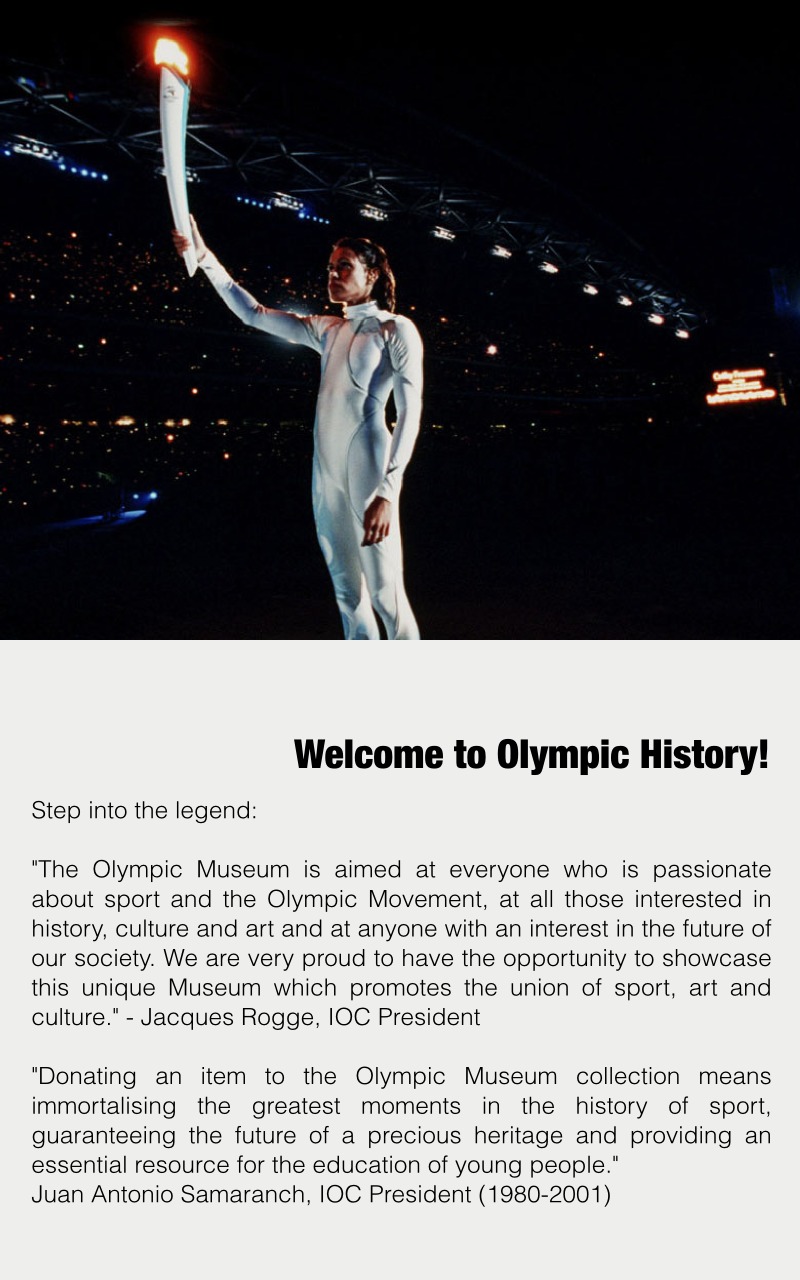 Welcome to Olympic History!
Step into the legend:
"The Olympic Museum is aimed at everyone who is passionate
about sport and the Olympic Movement, at all those interested in
history, culture and art and at anyone with an interest in the future of
our society. We are very proud to have the opportunity to showcase
this unique Museum which promotes the union of sport, art and
culture." - Jacques Rogge, IOC President
"Donating an item to the Olympic Museum collection means
immortalising the greatest moments in the history of sport,
guaranteeing the future of a precious heritage and providing an
essential resource for the education of young people."
Juan Antonio Samaranch, IOC President (1980-2001)